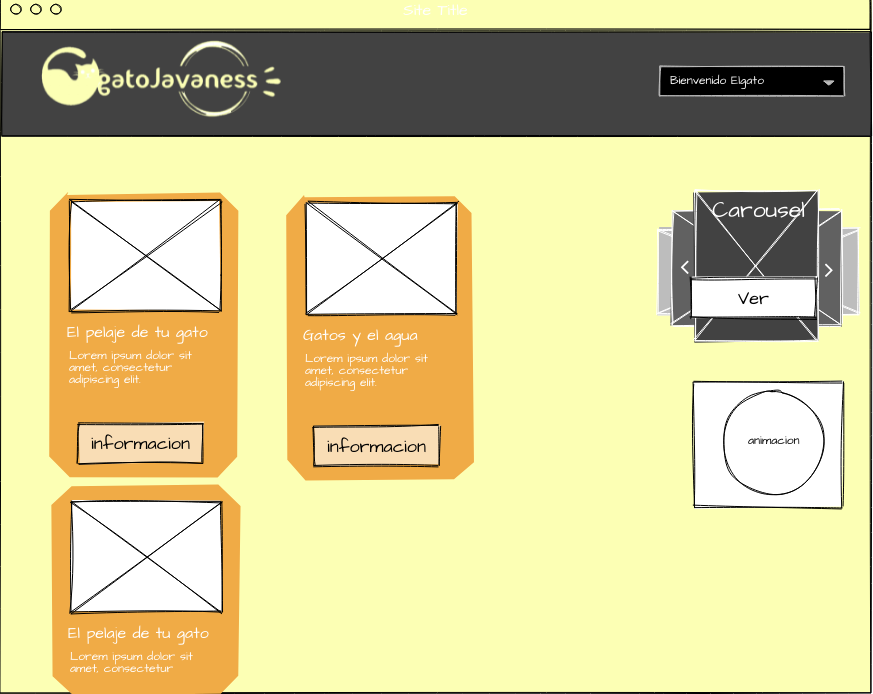 Site Title
gatoJavaness
Bienvenido Elgato
El pelaje de tu gato
Lorem ipsum dolor sit
amet, consectetur
adipiscing elit.
informacion
Gatos y el agua
Lorem ipsum dolor sit
amet, consectetur
adipiscing elit.
informacion
Carousel
Ver
animacion
El pelaje de tu gato
Lorem ipsum dolor sit
amet, consectetur